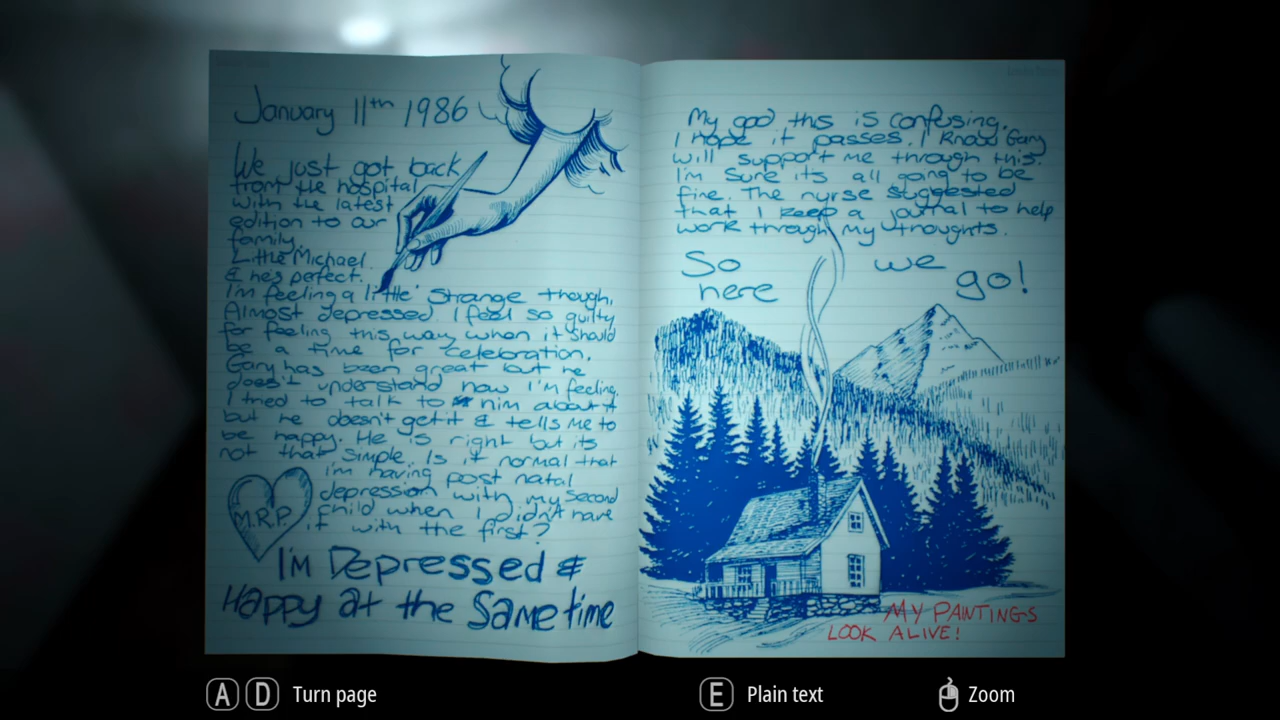 January 11th 1986
We just got back
from the hospital
with the latest
edition to our
family.
Little Michael
& he's perfect.
I'm feeling a little strange though,
Almost depressed I feel so guilty
for feeling this way when it should
be a time for celebration.
Gary has been great but he
does't understand how I'm feeling
I tried to talk to him about it
but he doesn't get it & tells me to
be happy. He is right but its
not that simple. Is it normal that
i'm having post natal
depression with my second
child when I didn't have
it with the first?
M.R.P.
I'm Depressed &
Happy at the Same time
My god this is confusing.
I hope it passes. I know Gary
will support me through this.
I'm sure its all going to be
fine. The nurse suggested
that I keep a journal to help
work through my thoughts.
So we
here go!
MY PAINTINGS
LOOK ALIVE!
A D Turn page
E Plain text
Zoom